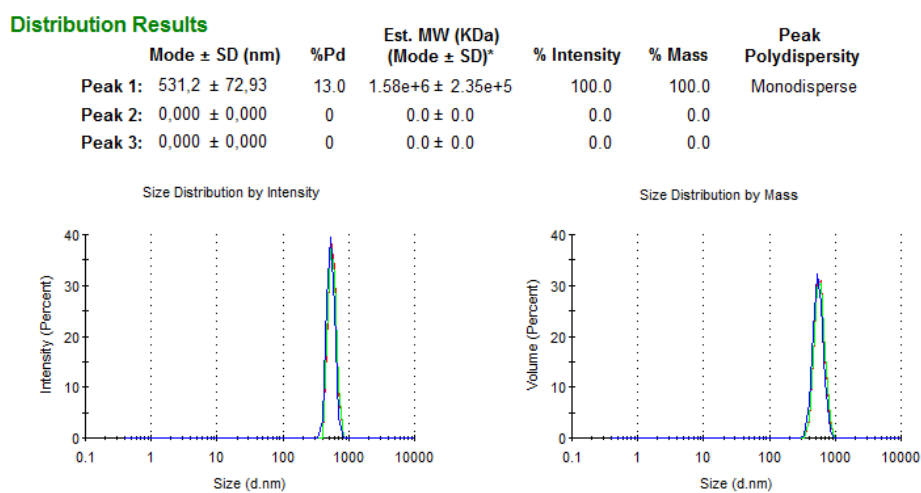 Distribution Results
Mode ± SD (nm) %Pd Est. MW (KDa) (Mode ± SD)* % Intensity % Mass Peak Polydispersity
Peak 1: 531,2 ± 72,93 13.0 1.58e+6 ± 2.35e+5 100.0 100.0 Monodisperse
Peak 2: 0,000 ± 0,000 0 0.0 ± 0.0 0.0 0.0
Peak 3: 0,000 ± 0,000 0 0.0 ± 0.0 0.0 0.0
Size Distribution by Intensity
40
30
20
10
0
Intensity (Percent)
0.1 1 10 100 1000 10000
Size (d.nm)
Size Distribution by Mass
40
30
20
10
0
Volume (Percent)
0.1 1 10 100 1000 10000
Size (d.nm)